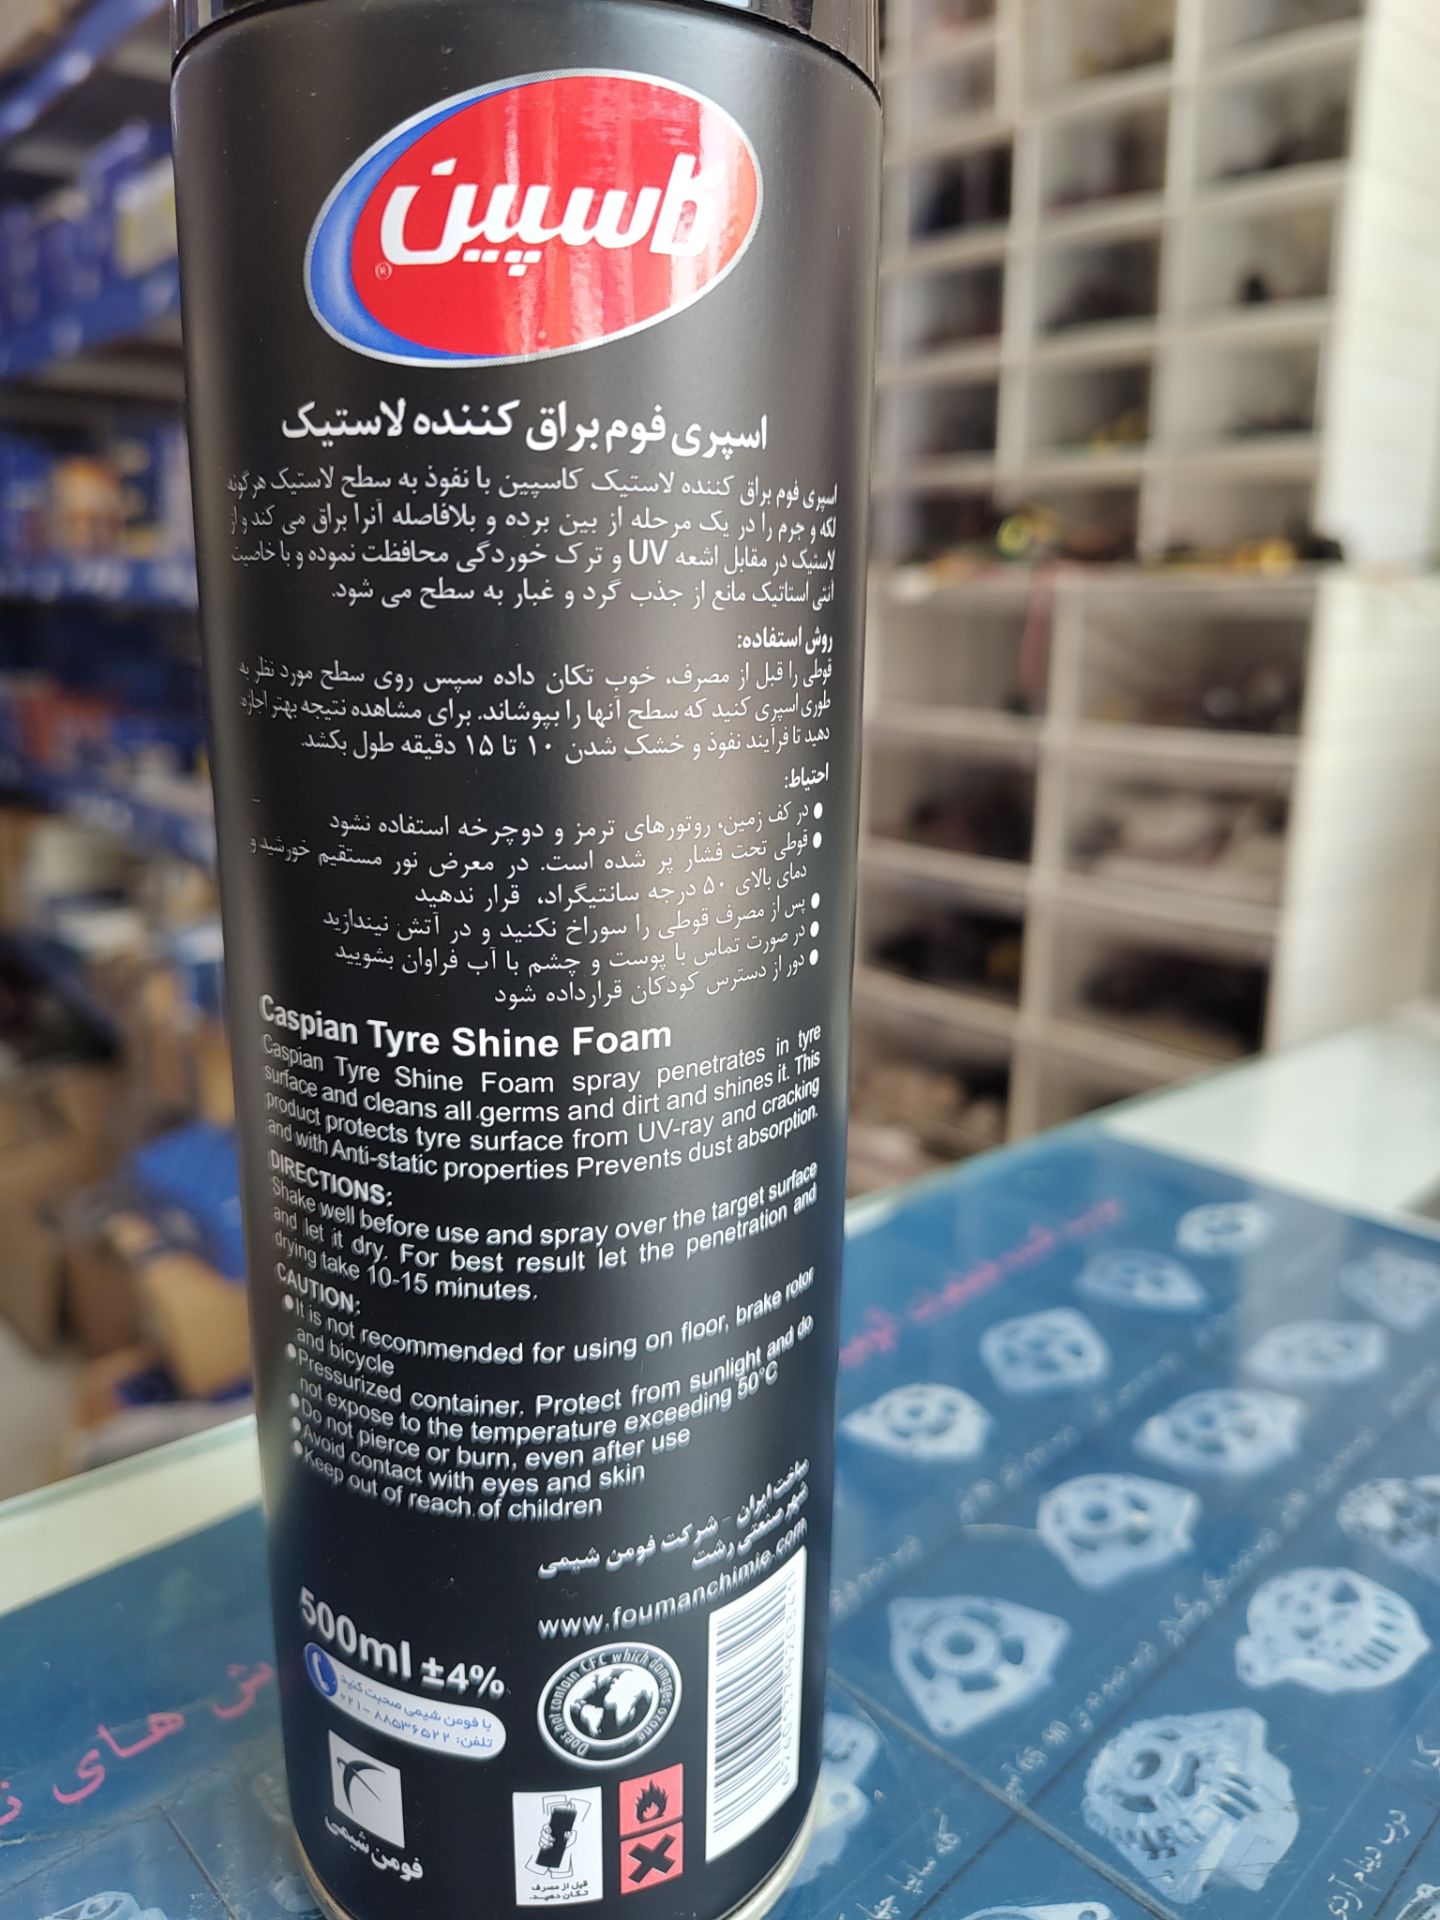 کاسپین
®
اسپری فوم براق کننده لاستیک
اسپری فوم براق کننده لاستیک کاسپین با نفوذ به سطح لاستیک هرگونه
لکه و جرم را در یک مرحله از بین برده و بلافاصله آنرا براق می کند و از
لاستیک در مقابل اشعه UV و ترک خوردگی محافظت نموده و با خاصیت
آنتی استاتیک مانع از جذب گرد و غبار به سطح می شود.
روش استفاده:
قوطی را قبل از مصرف، خوب تکان داده سپس روی سطح مورد نظر به
طوری اسپری کنید که سطح آنها را بپوشاند. برای مشاهده نتیجه بهتر اجازه
دهید تا فرآیند نفوذ و خشک شدن ۱۰ تا ۱۵ دقیقه طول بکشد.
احتیاط:
● در کف زمین، روتورهای ترمز و دوچرخه استفاده نشود
● قوطی تحت فشار پر شده است. در معرض نور مستقیم خورشید و
دمای بالای ۵۰ درجه سانتیگراد، قرار ندهید
● پس از مصرف قوطی را سوراخ نکنید و در آتش نیندازید
● در صورت تماس با پوست و چشم با آب فراوان بشویید
● دور از دسترس کودکان قرارداده شود
Caspian Tyre Shine Foam
Caspian Tyre Shine Foam spray penetrates in tyre
surface and cleans all germs and dirt and shines it. This
product protects tyre surface from UV-ray and cracking
and with Anti-static properties Prevents dust absorption.
DIRECTIONS:
Shake well before use and spray over the target surface
and let it dry. For best result let the penetration and
drying take 10-15 minutes.
CAUTION:
●It is not recommended for using on floor, brake rotor
and bicycle
●Pressurized container. Protect from sunlight and do
not expose to the temperature exceeding 50°C
●Do not pierce or burn, even after use
●Avoid contact with eyes and skin
●Keep out of reach of children
ساخت ایران - شرکت فومن شیمی
شهر صنعتی رشت
www.foumanchimie.com
500ml ±4%
با فومن شیمی صحبت کنید
تلفن: ۸۸۵۳۶۵۲۲-۰۲۱
Does not contain CFC which damages ozone
فومن شیمی
قبل از مصرف
تکان دهید.